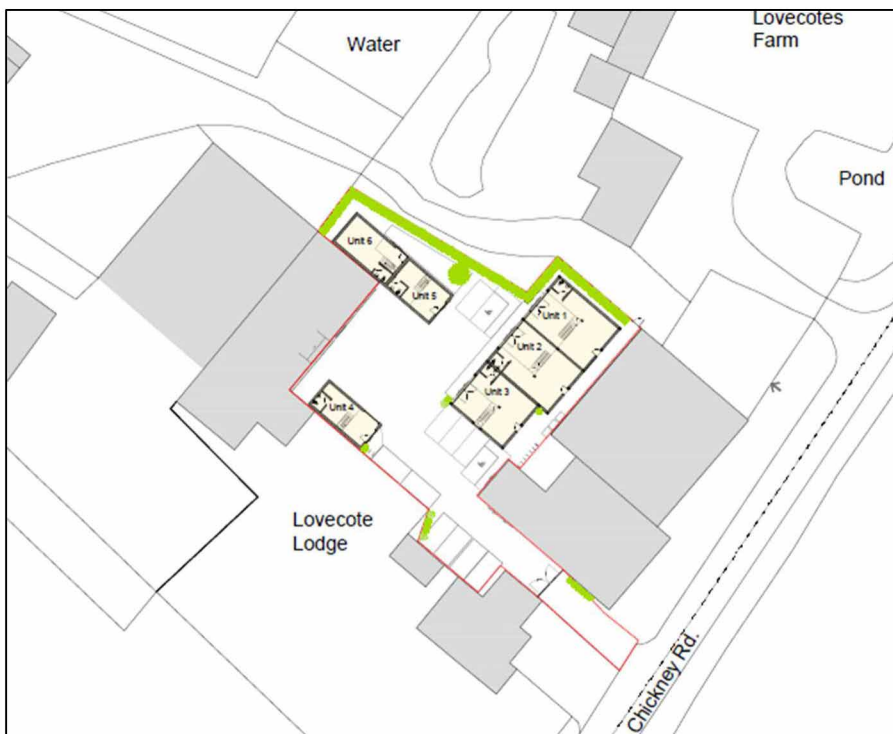 Lovecotes
Farm
Water
Pond
Unit 6
Unit 5
Unit 1
Unit 2
Unit 3
Unit 4
Lovecote
Lodge
Chickney Rd.